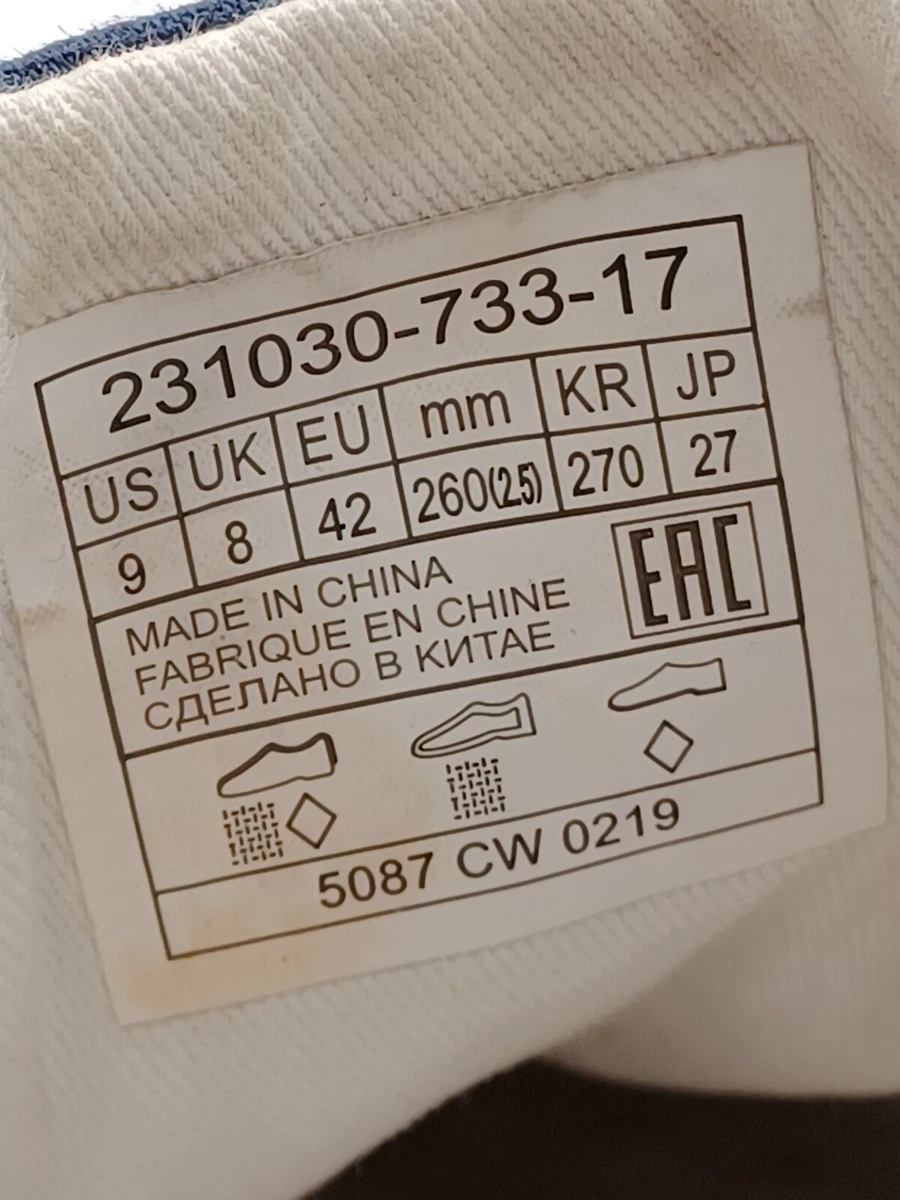 231030-733-17
US UK EU mm KR JP
9 8 42 260(25) 270 27
MADE IN CHINA
FABRIQUE EN CHINE
СДЕЛАНО В КИТАЕ
EAC
5087 CW 0219